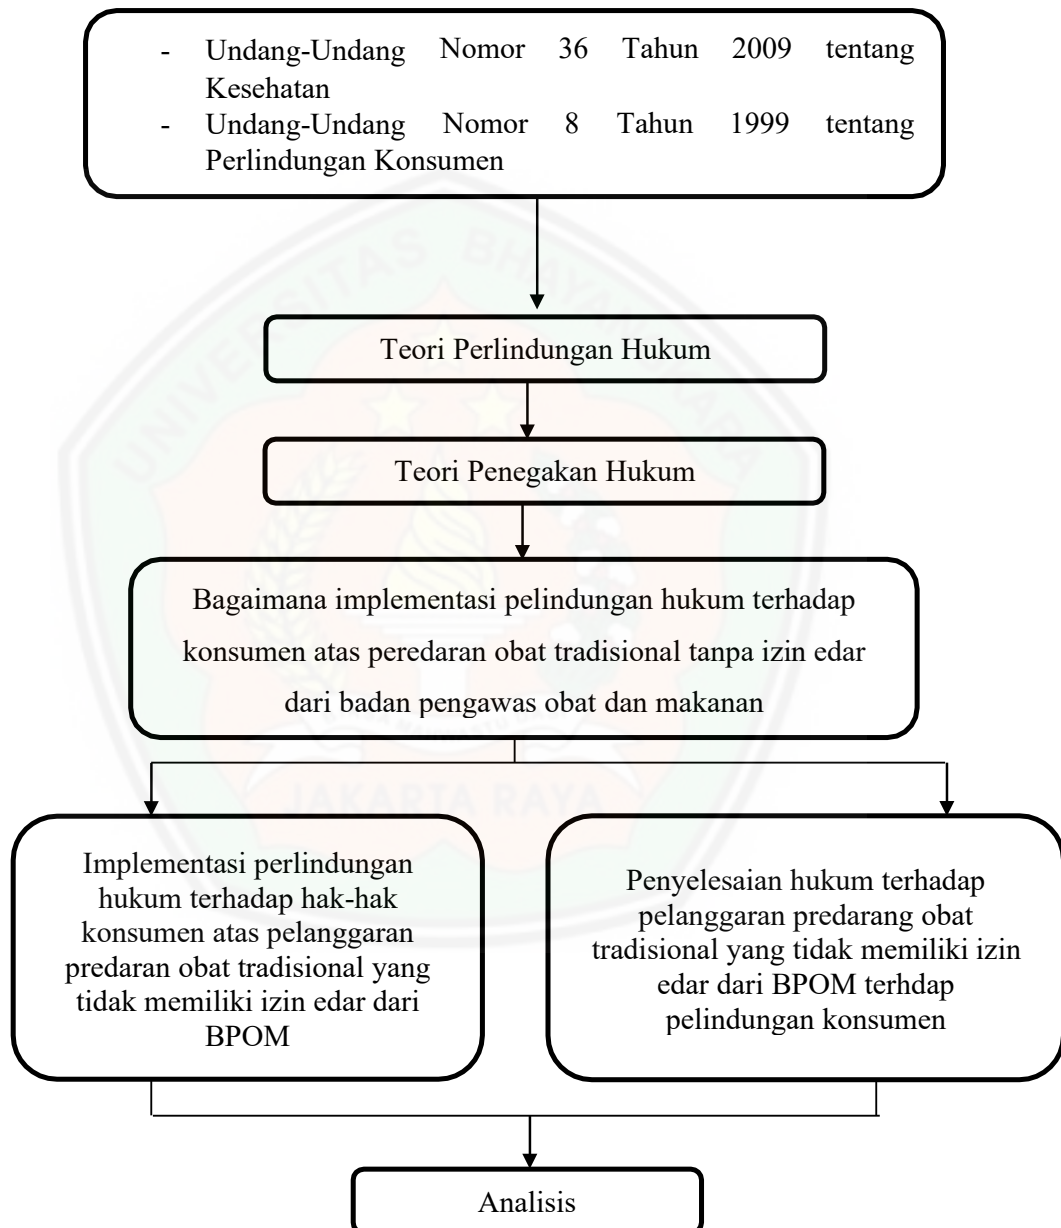 - Undang-Undang Nomor 36 Tahun 2009 tentang
Kesehatan
- Undang-Undang Nomor 8 Tahun 1999 tentang
Perlindungan Konsumen
UNIVERSITAS BHAYANGKARA
Teori Perlindungan Hukum
Teori Penegakan Hukum
Bagaimana implementasi pelindungan hukum terhadap
konsumen atas peredaran obat tradisional tanpa izin edar
dari badan pengawas obat dan makanan
JAKARTA RAYA
Implementasi perlindungan
hukum terhadap hak-hak
konsumen atas pelanggaran
predaran obat tradisional yang
tidak memiliki izin edar dari
BPOM
Penyelesaian hukum terhadap
pelanggaran predarang obat
tradisional yang tidak memiliki izin
edar dari BPOM terhdap
pelindungan konsumen
Analisis